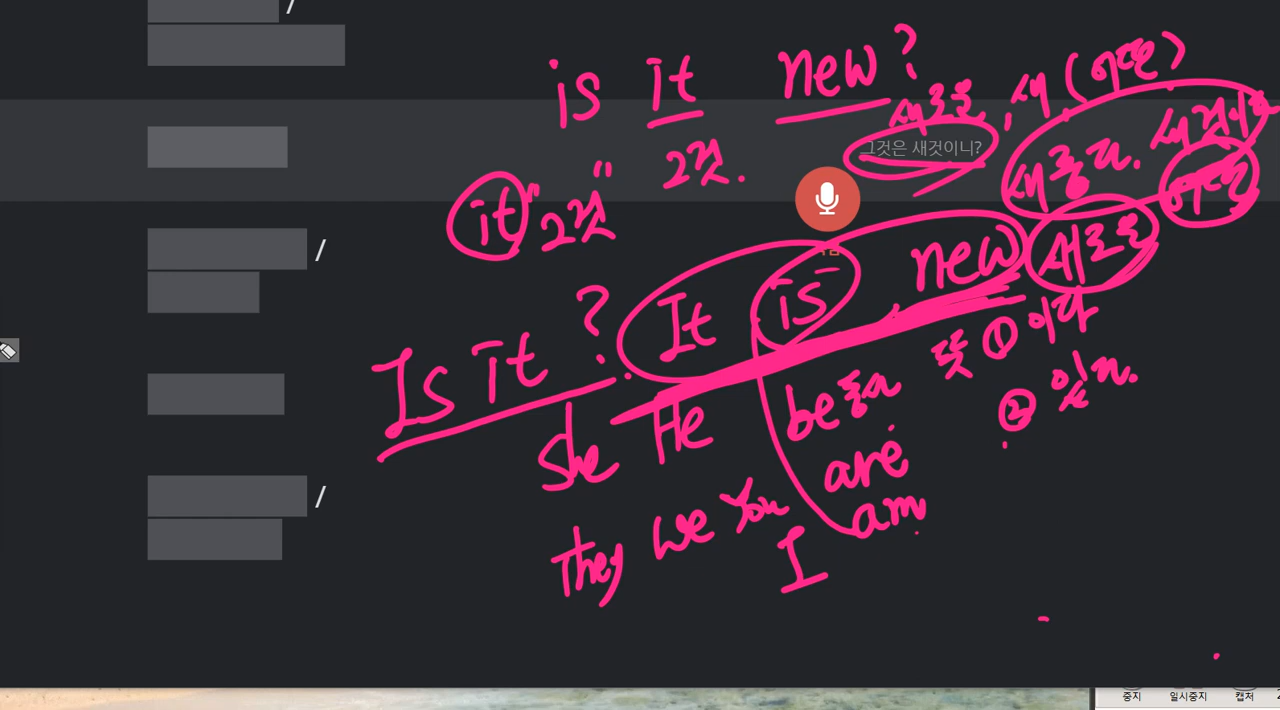 /
is it new?
새로운, 새 (어떤)
그것은 새것이니?
그것.
새롭다. 새것이다
어떤
it "그것"
/
It is new 새로운
Is it?
be동사 뜻 ① 이다
② 있다.
She He
are
They We You am
I
/
중지 일시중지 캡처